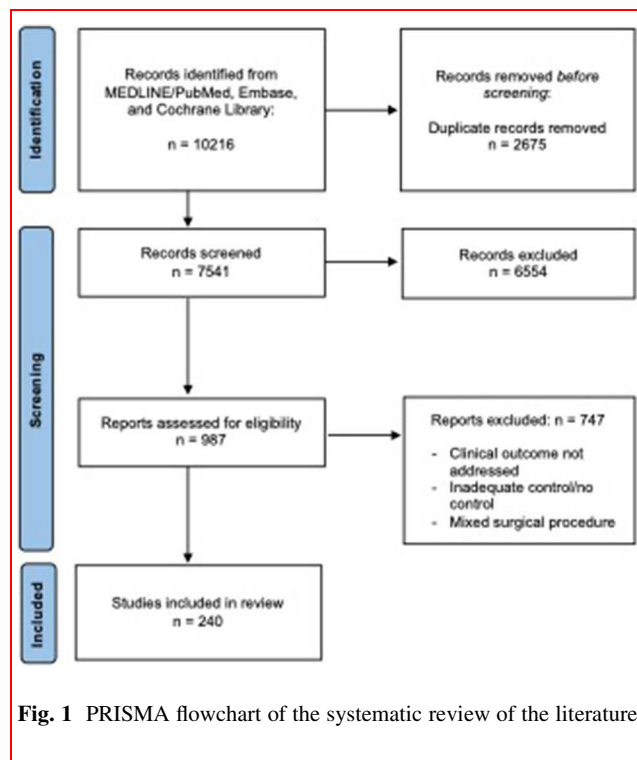 Identification
Records identified from
MEDLINE/PubMed, Embase,
and Cochrane Library:
n = 10216
Records removed before
screening:
Duplicate records removed
n = 2675
Screening
Records screened
n = 7541
Records excluded
n = 6554
Reports assessed for eligibility
n = 987
Reports excluded: n = 747
- Clinical outcome not
addressed
- Inadequate control/no
control
- Mixed surgical procedure
Included
Studies included in review
n = 240
Fig. 1 PRISMA flowchart of the systematic review of the literature